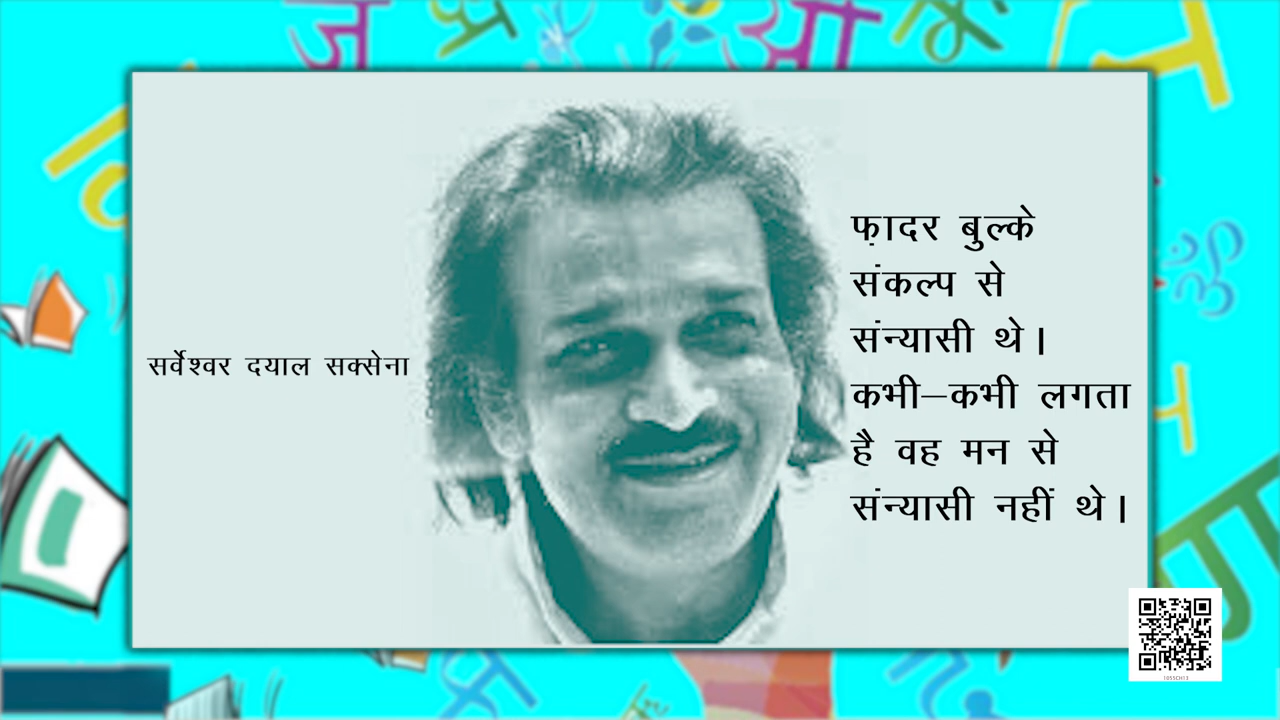 सर्वेश्वर दयाल सक्सेना
फ़ादर बुल्के
संकल्प से
संन्यासी थे।
कभी–कभी लगता
है वह मन से
संन्यासी नहीं थे।